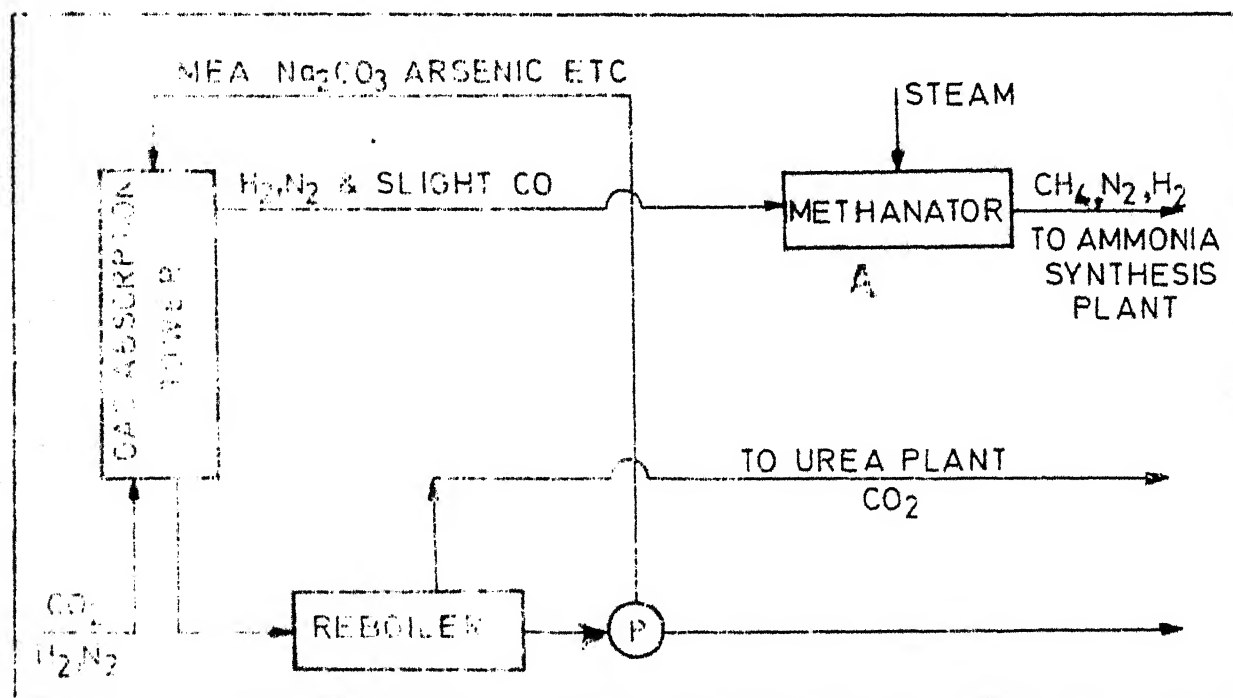 MEA Na₂CO₃ ARSENIC ETC
STEAM
H₂,N₂ & SLIGHT CO
METHANATOR
CH₄,N₂,H₂
TO AMMONIA
SYNTHESIS
PLANT
A
GAS ABSORPTION
TOWER
TO UREA PLANT
CO₂
CO₂
H₂,N₂
REBOILER
P